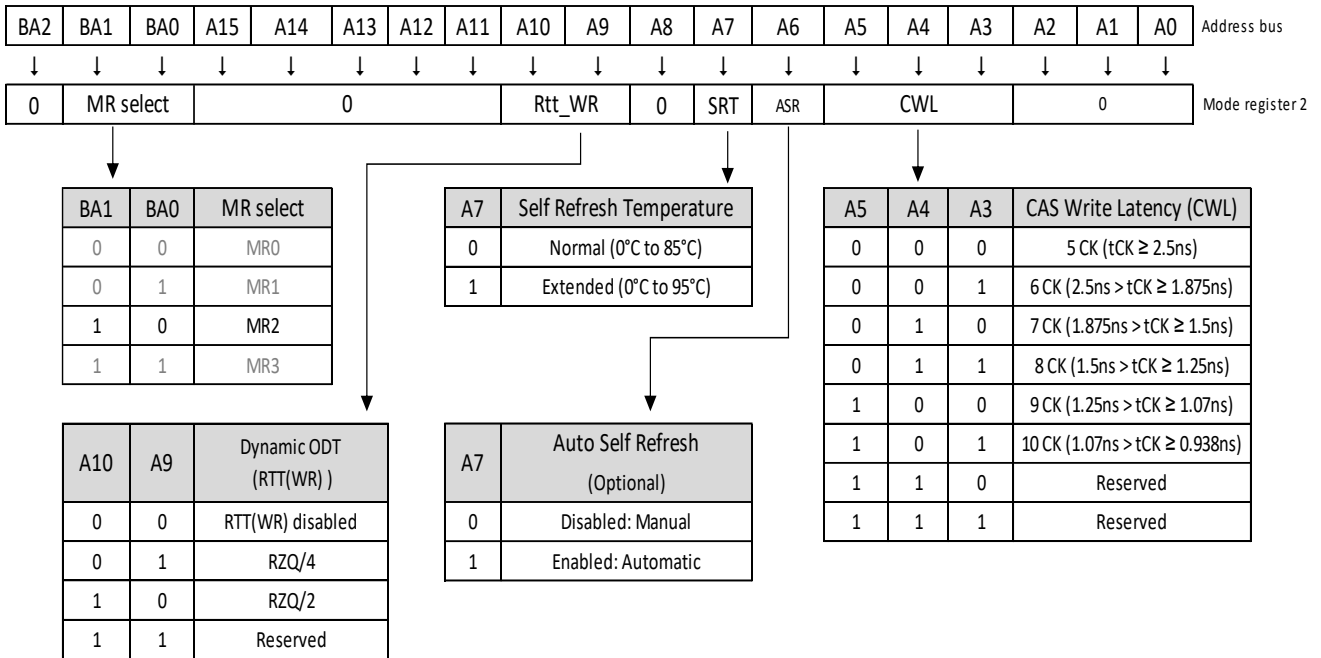 BA2 BA1 BA0 A15 A14 A13 A12 A11 A10 A9 A8 A7 A6 A5 A4 A3 A2 A1 A0 Address bus
↓ ↓ ↓ ↓ ↓ ↓ ↓ ↓ ↓ ↓ ↓ ↓ ↓ ↓ ↓ ↓ ↓ ↓ ↓
0 MR select 0 Rtt_WR 0 SRT ASR CWL 0 Mode register 2
BA1 BA0 MR select
0 0 MR0
0 1 MR1
1 0 MR2
1 1 MR3
A7 Self Refresh Temperature
0 Normal (0°C to 85°C)
1 Extended (0°C to 95°C)
A5 A4 A3 CAS Write Latency (CWL)
0 0 0 5 CK (tCK ≥ 2.5ns)
0 0 1 6 CK (2.5ns > tCK ≥ 1.875ns)
0 1 0 7 CK (1.875ns > tCK ≥ 1.5ns)
0 1 1 8 CK (1.5ns > tCK ≥ 1.25ns)
1 0 0 9 CK (1.25ns > tCK ≥ 1.07ns)
1 0 1 10 CK (1.07ns > tCK ≥ 0.938ns)
1 1 0 Reserved
1 1 1 Reserved
A10 A9 Dynamic ODT
(RTT(WR) )
0 0 RTT(WR) disabled
0 1 RZQ/4
1 0 RZQ/2
1 1 Reserved
A7 Auto Self Refresh
(Optional)
0 Disabled: Manual
1 Enabled: Automatic